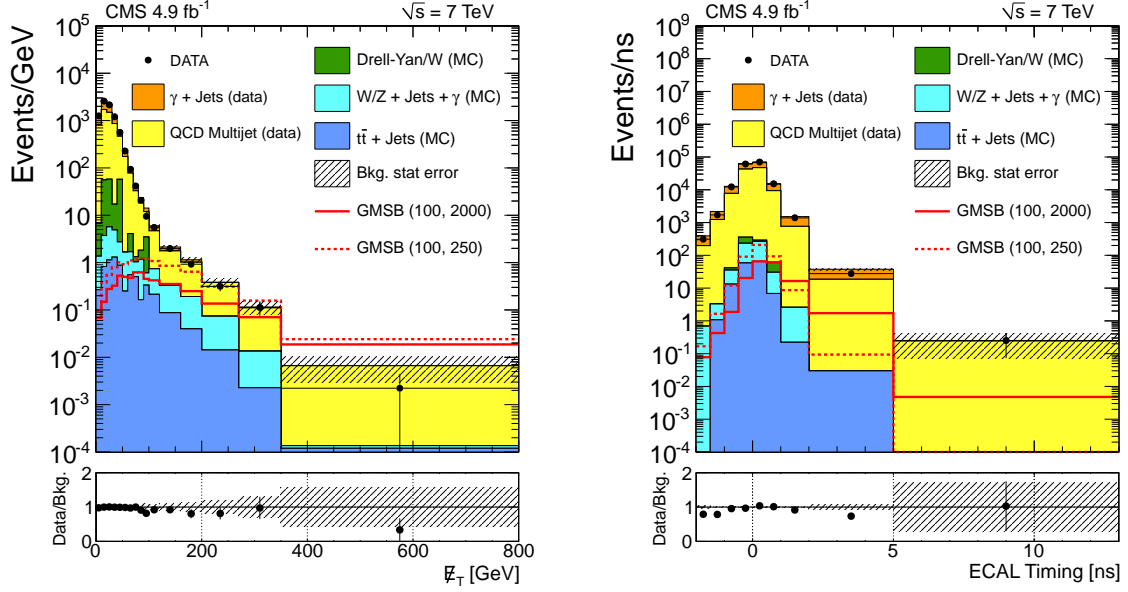 CMS 4.9 fb⁻¹ √s = 7 TeV
Events/GeV
10⁵
10⁴
10³
10²
10
1
10⁻¹
10⁻²
10⁻³
10⁻⁴
DATA
γ + Jets (data)
QCD Multijet (data)
Drell-Yan/W (MC)
W/Z + Jets + γ (MC)
tt̄ + Jets (MC)
Bkg. stat error
GMSB (100, 2000)
GMSB (100, 250)
Data/Bkg.
2
1
0
0 200 400 600 800
E̸_T [GeV]
CMS 4.9 fb⁻¹ √s = 7 TeV
Events/ns
10⁹
10⁸
10⁷
10⁶
10⁵
10⁴
10³
10²
10
1
10⁻¹
10⁻²
10⁻³
10⁻⁴
DATA
γ + Jets (data)
QCD Multijet (data)
Drell-Yan/W (MC)
W/Z + Jets + γ (MC)
tt̄ + Jets (MC)
Bkg. stat error
GMSB (100, 2000)
GMSB (100, 250)
Data/Bkg.
2
1
0
0 5 10
ECAL Timing [ns]